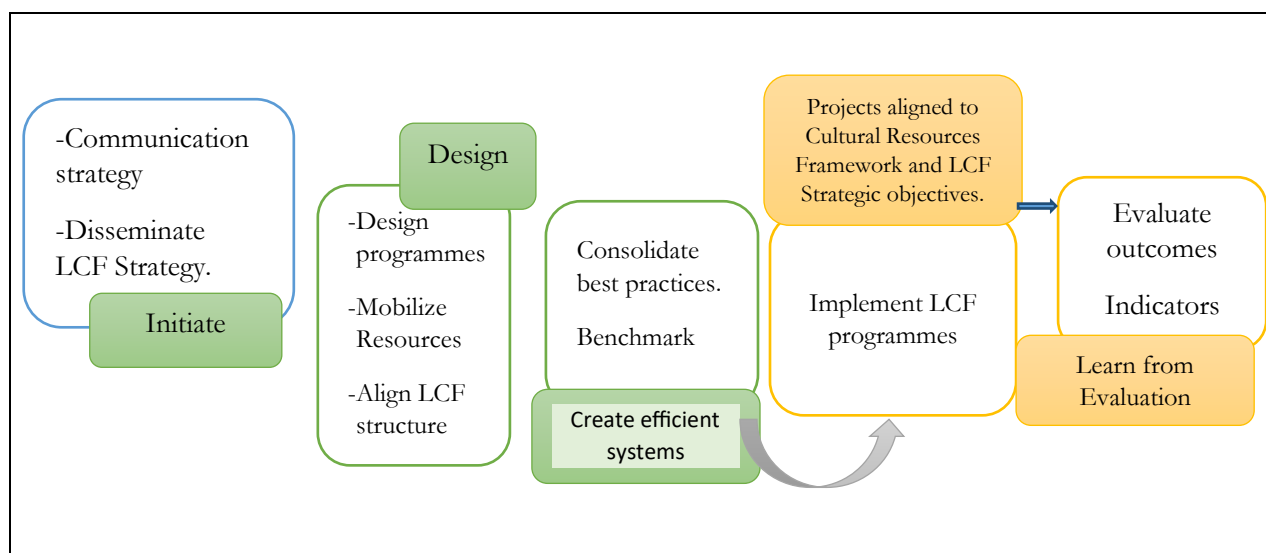 -Communication
strategy
-Disseminate
LCF Strategy.
Initiate
Design
-Design
programmes
-Mobilize
Resources
-Align LCF
structure
Consolidate
best practices.
Benchmark
Create efficient
systems
Projects aligned to
Cultural Resources
Framework and LCF
Strategic objectives.
Implement LCF
programmes
Evaluate
outcomes
Indicators
Learn from
Evaluation